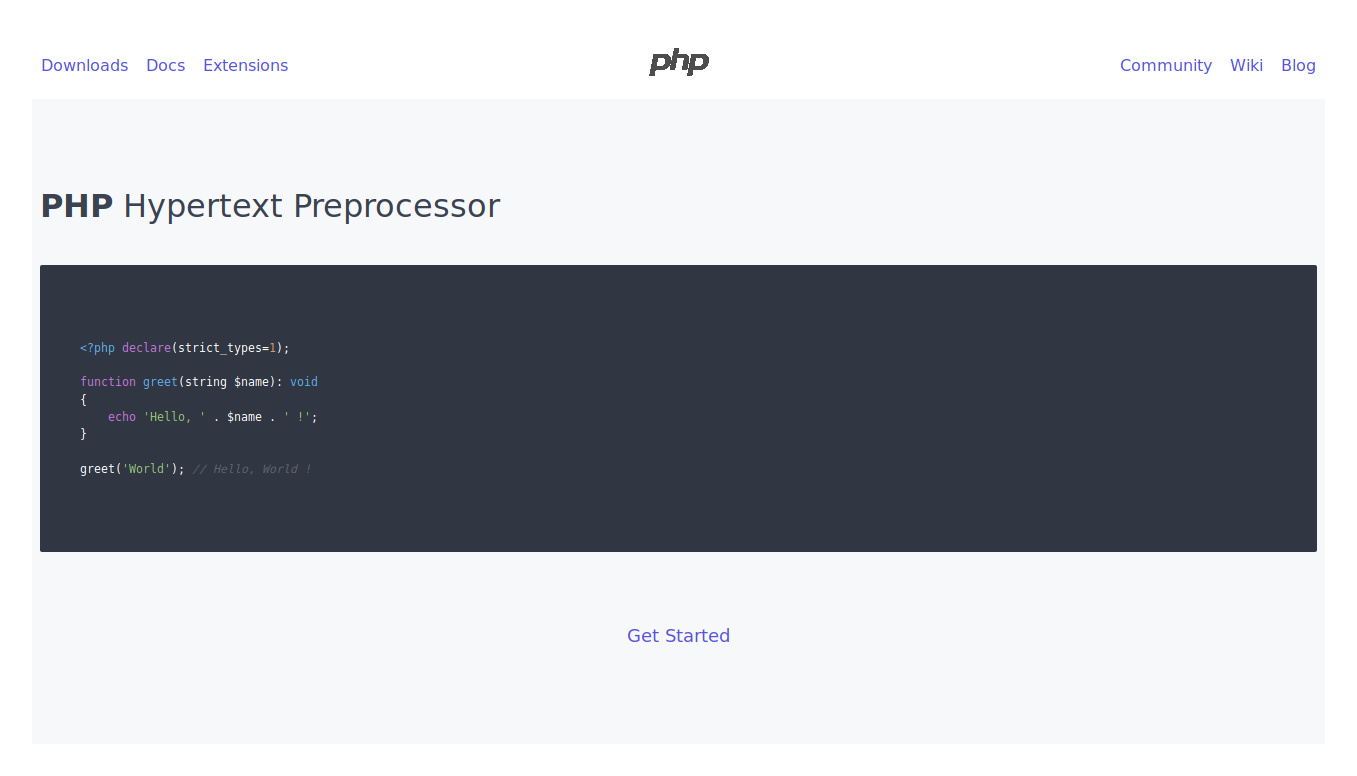 Downloads Docs Extensions php Community Wiki Blog
PHP Hypertext Preprocessor
<?php declare(strict_types=1);
function greet(string $name): void
{
    echo 'Hello, ' . $name . ' !';
}
greet('World'); // Hello, World !
Get Started